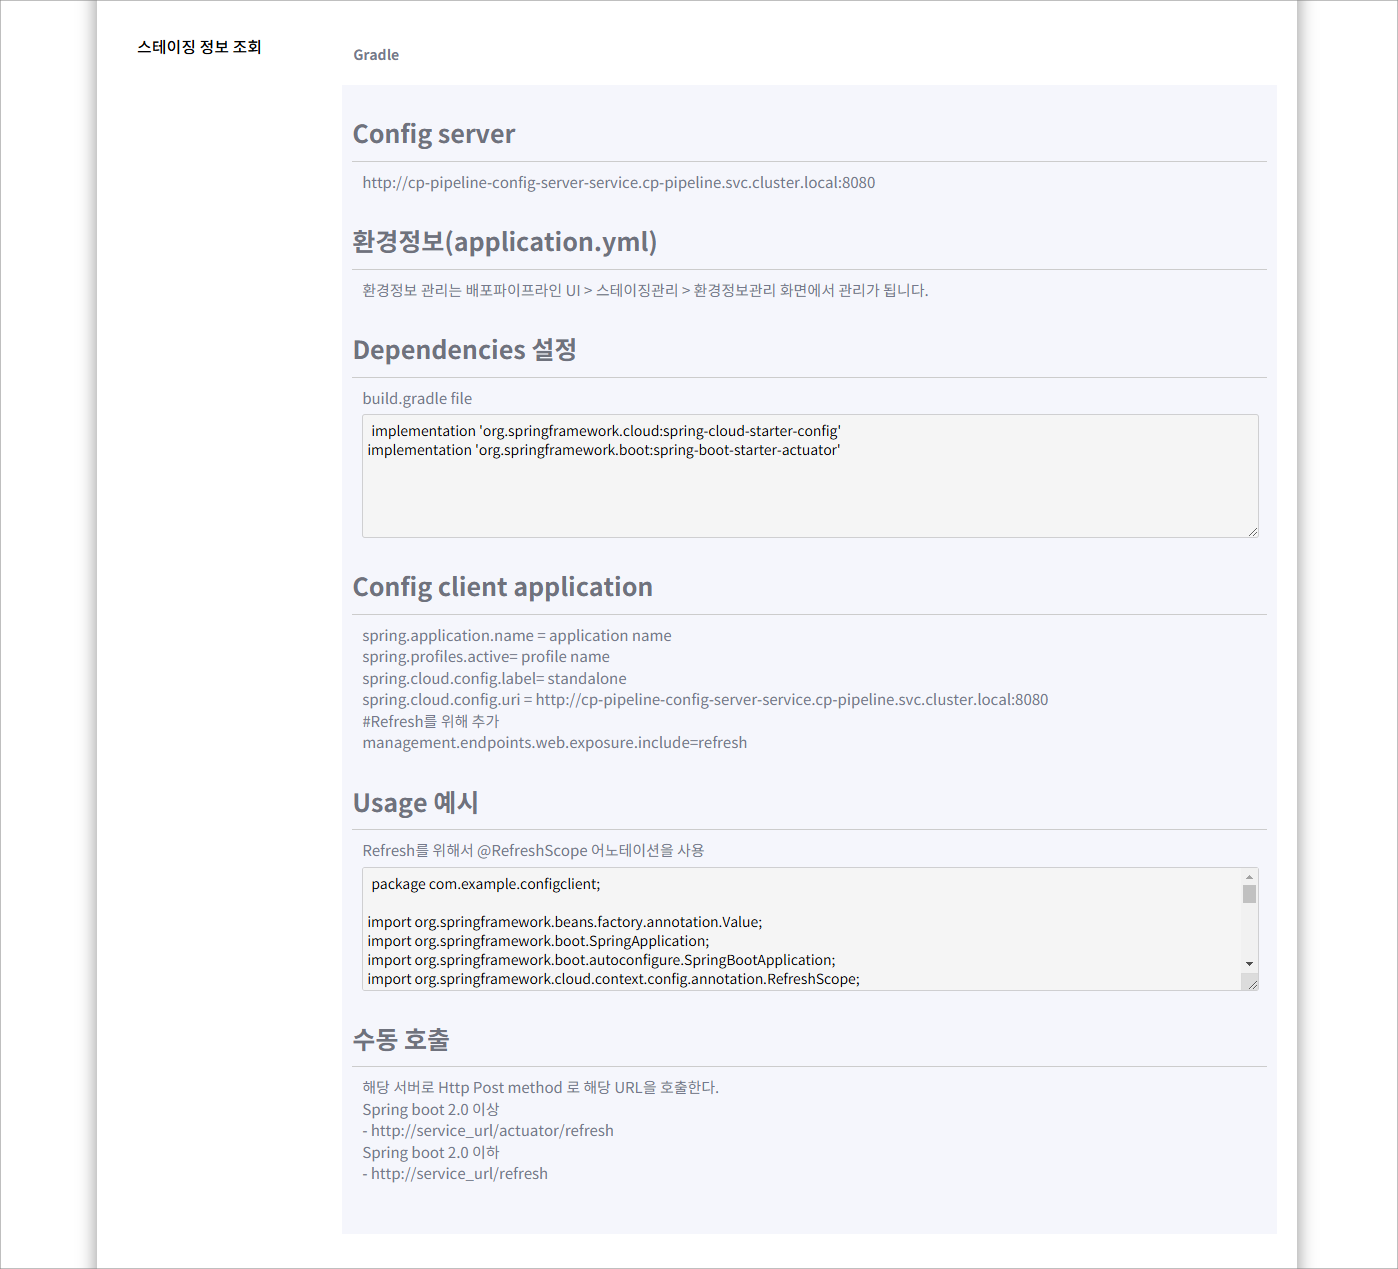 스테이징 정보 조회
Gradle
Config server
http://cp-pipeline-config-server-service.cp-pipeline.svc.cluster.local:8080
환경정보(application.yml)
환경정보 관리는 배포파이프라인 UI > 스테이징관리 > 환경정보관리 화면에서 관리가 됩니다.
Dependencies 설정
build.gradle file
implementation 'org.springframework.cloud:spring-cloud-starter-config'
implementation 'org.springframework.boot:spring-boot-starter-actuator'
Config client application
spring.application.name = application name
spring.profiles.active= profile name
spring.cloud.config.label= standalone
spring.cloud.config.uri = http://cp-pipeline-config-server-service.cp-pipeline.svc.cluster.local:8080
#Refresh를 위해 추가
management.endpoints.web.exposure.include=refresh
Usage 예시
Refresh를 위해서 @RefreshScope 어노테이션을 사용
package com.example.configclient;
import org.springframework.beans.factory.annotation.Value;
import org.springframework.boot.SpringApplication;
import org.springframework.boot.autoconfigure.SpringBootApplication;
import org.springframework.cloud.context.config.annotation.RefreshScope;
수동 호출
해당 서버로 Http Post method 로 해당 URL을 호출한다.
Spring boot 2.0 이상
- http://service_url/actuator/refresh
Spring boot 2.0 이하
- http://service_url/refresh